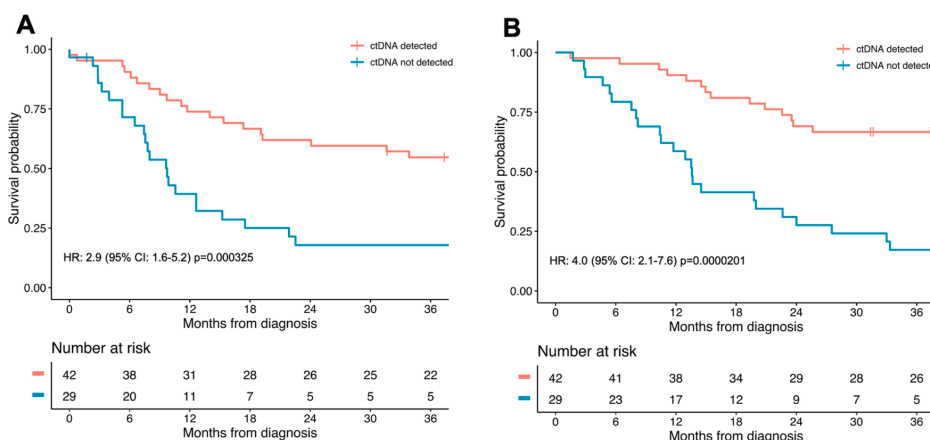 A
ctDNA detected
ctDNA not detected
1.00
0.75
0.50
0.25
0.00
Survival probability
HR: 2.9 (95% CI: 1.6-5.2) p=0.000325
0 6 12 18 24 30 36
Months from diagnosis
Number at risk
42 38 31 28 26 25 22
29 20 11 7 5 5 5
0 6 12 18 24 30 36
Months from diagnosis
B
ctDNA detected
ctDNA not detected
1.00
0.75
0.50
0.25
0.00
Survival probability
HR: 4.0 (95% CI: 2.1-7.6) p=0.0000201
0 6 12 18 24 30 36
Months from diagnosis
Number at risk
42 41 38 34 29 28 26
29 23 17 12 9 7 5
0 6 12 18 24 30 36
Months from diagnosis